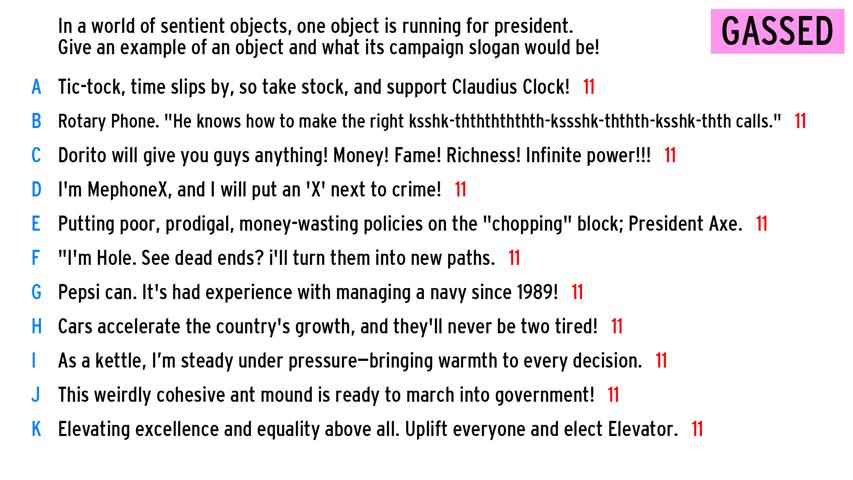 In a world of sentient objects, one object is running for president.
Give an example of an object and what its campaign slogan would be!
GASSED
A Tic-tock, time slips by, so take stock, and support Claudius Clock! 11
B Rotary Phone. "He knows how to make the right ksshk-thththththth-kssshk-ththth-ksshk-thth calls." 11
C Dorito will give you guys anything! Money! Fame! Richness! Infinite power!!! 11
D I'm MephoneX, and I will put an 'X' next to crime! 11
E Putting poor, prodigal, money-wasting policies on the "chopping" block; President Axe. 11
F "I'm Hole. See dead ends? i'll turn them into new paths. 11
G Pepsi can. It's had experience with managing a navy since 1989! 11
H Cars accelerate the country's growth, and they'll never be two tired! 11
I As a kettle, I'm steady under pressure—bringing warmth to every decision. 11
J This weirdly cohesive ant mound is ready to march into government! 11
K Elevating excellence and equality above all. Uplift everyone and elect Elevator. 11